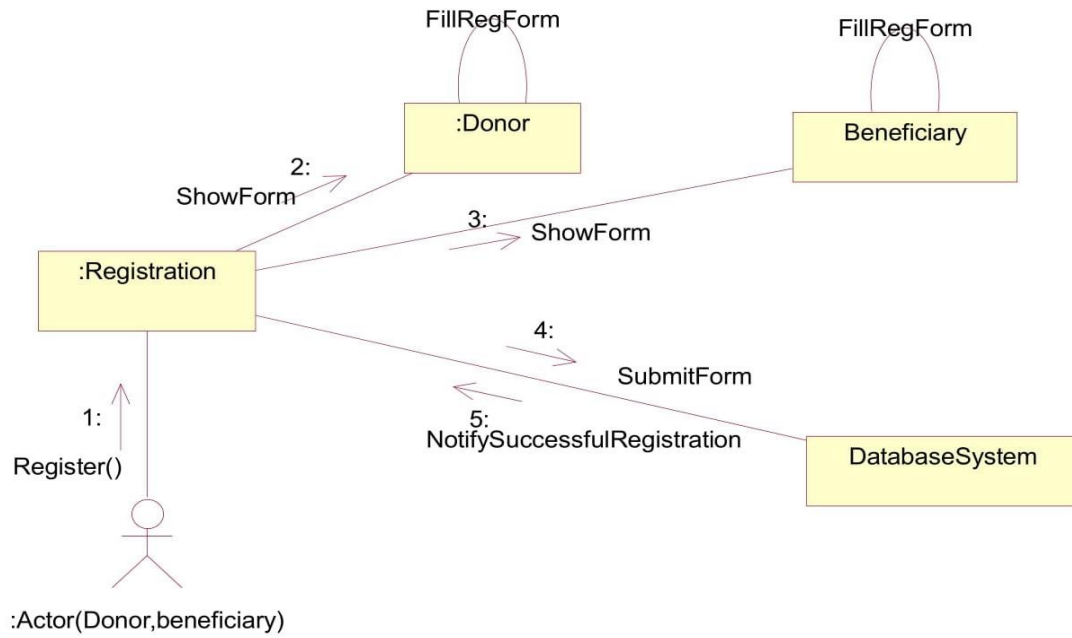 FillRegForm
FillRegForm
:Donor
Beneficiary
2:
ShowForm
3:
ShowForm
:Registration
4:
SubmitForm
5:
NotifySuccessfulRegistration
DatabaseSystem
1:
Register()
:Actor(Donor,beneficiary)